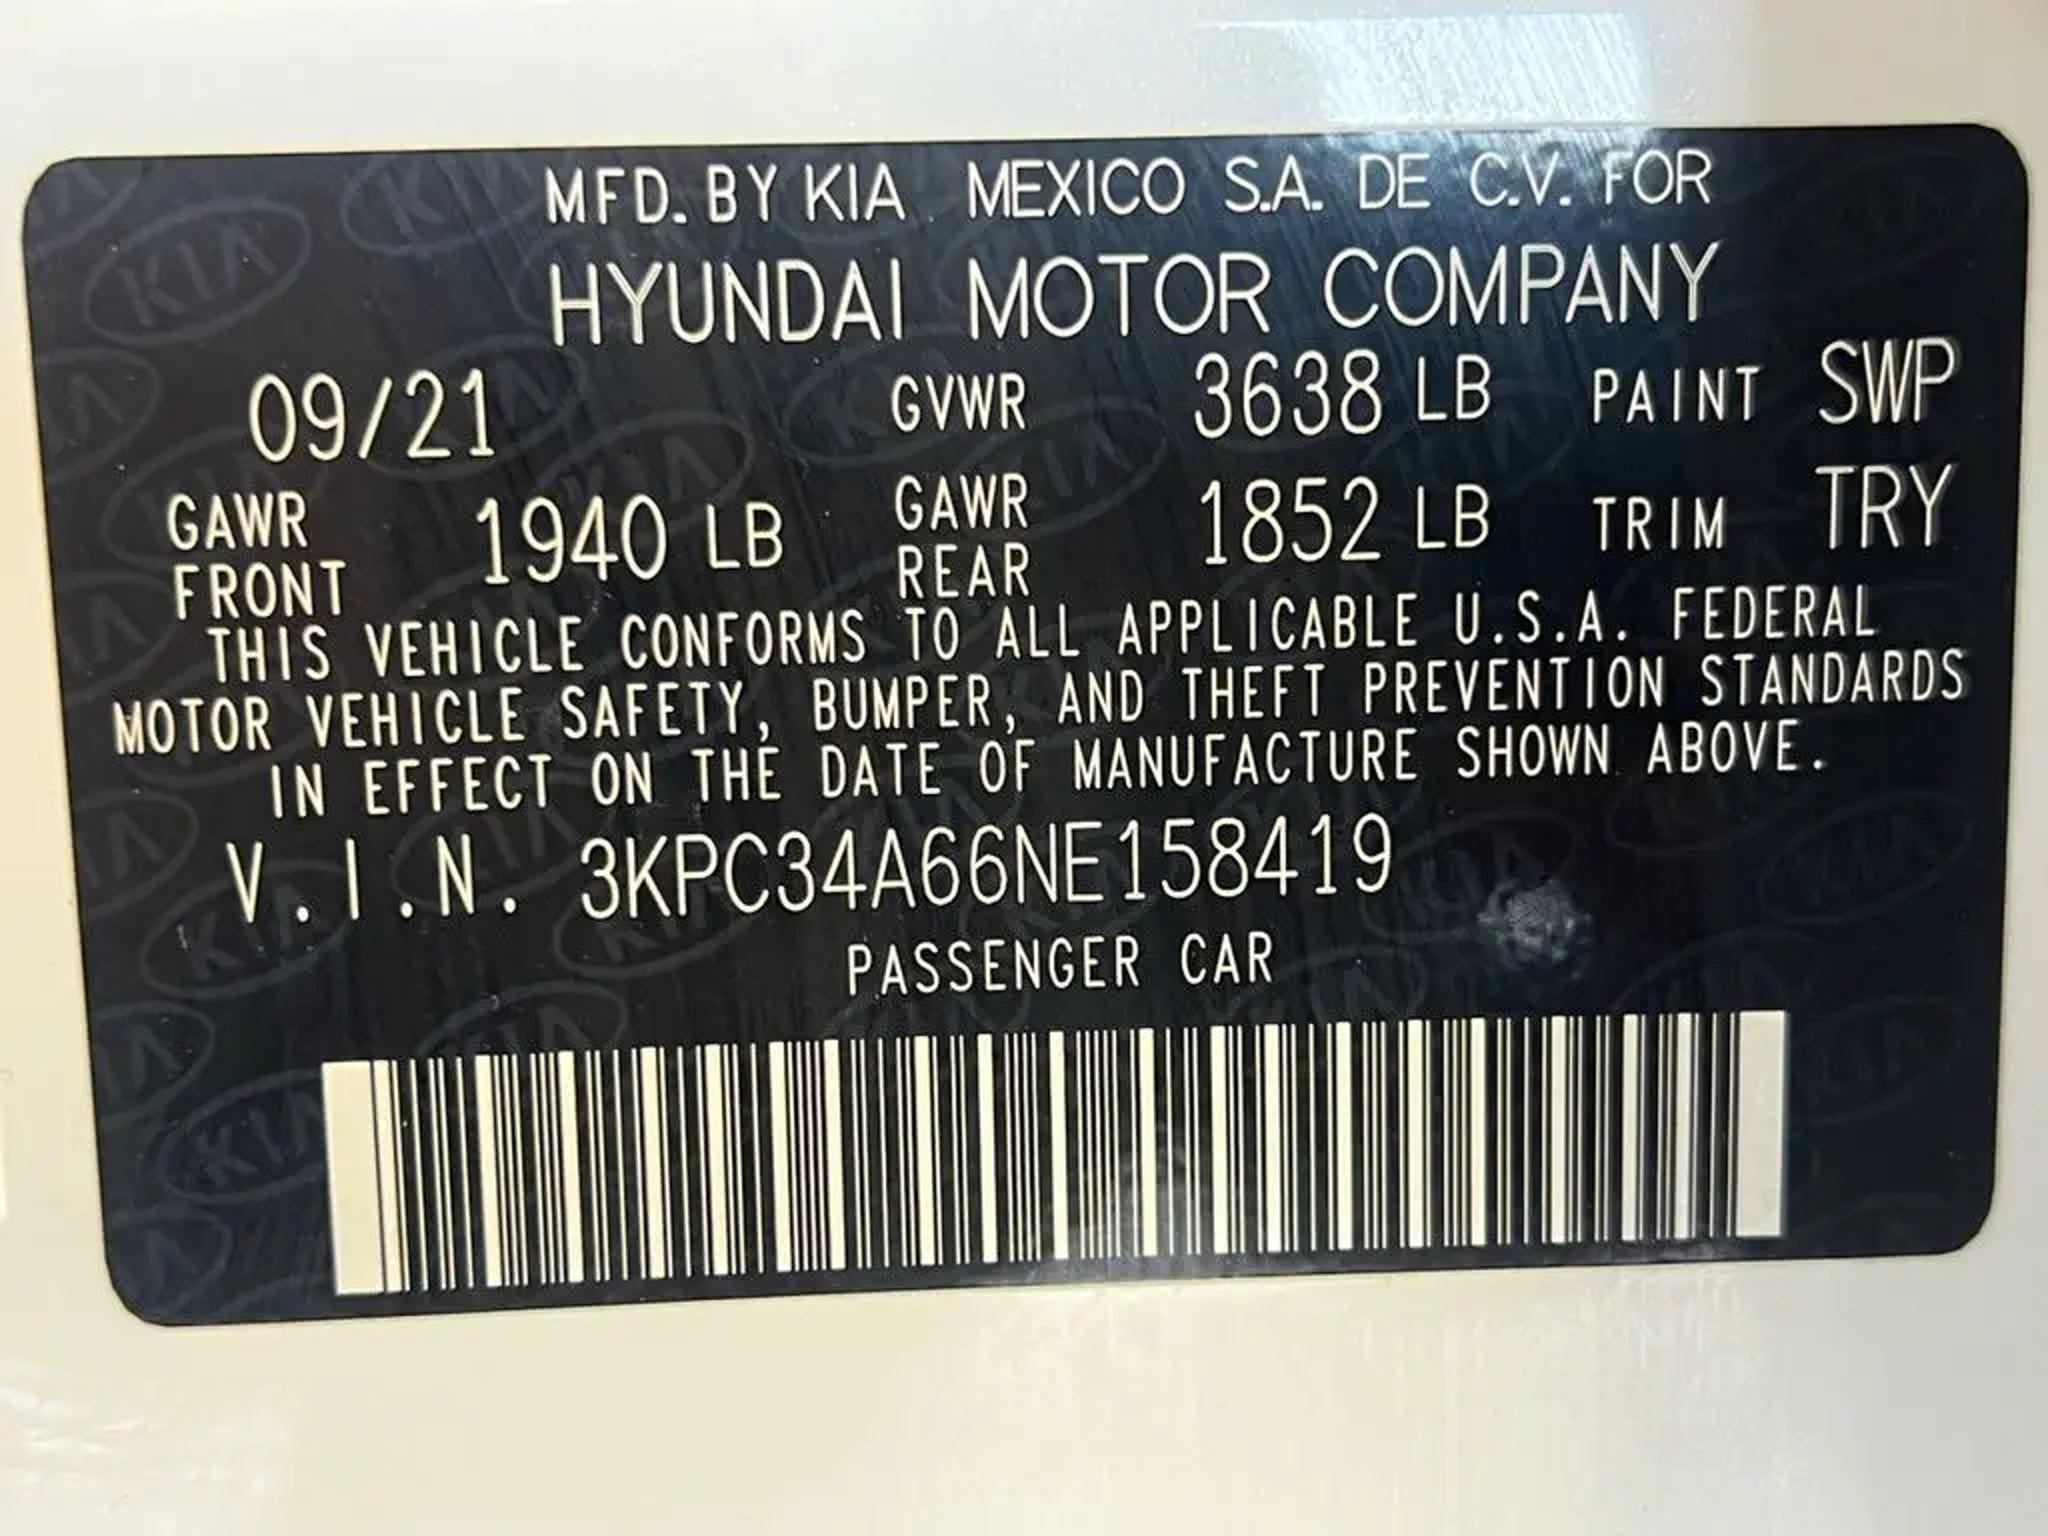 MFD. BY KIA MEXICO S.A. DE C.V. FOR
HYUNDAI MOTOR COMPANY
09/21 GVWR 3638 LB PAINT SWP
GAWR FRONT 1940 LB GAWR REAR 1852 LB TRIM TRY
THIS VEHICLE CONFORMS TO ALL APPLICABLE U.S.A. FEDERAL
MOTOR VEHICLE SAFETY, BUMPER, AND THEFT PREVENTION STANDARDS
IN EFFECT ON THE DATE OF MANUFACTURE SHOWN ABOVE.
V.I.N. 3KPC34A66NE158419
PASSENGER CAR